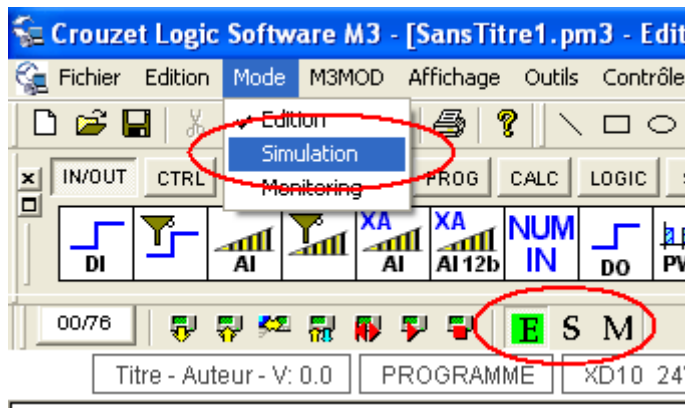 Crouzet Logic Software M3 - [SansTitre1.pm3 - Edit
Fichier Edition Mode M3MOD Affichage Outils Contrôle
Edition
Simulation
Monitoring
IN/OUT CTRL PROG CALC LOGIC
XA XA NUM
DI AI AI AI 12b IN DO PW
00/76 E S M
Titre - Auteur - V: 0.0 PROGRAMME XD10 24V